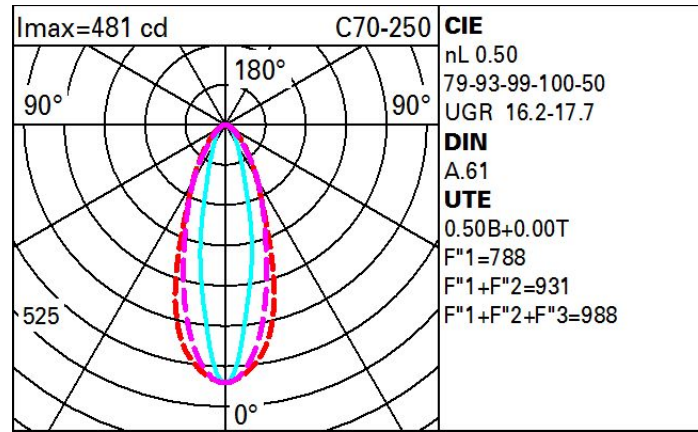 Imax=481 cd C70-250
180°
90° 90°
525
0°
CIE
nL 0.50
79-93-99-100-50
UGR 16.2-17.7
DIN
A.61
UTE
0.50B+0.00T
F"1=788
F"1+F"2=931
F"1+F"2+F"3=988